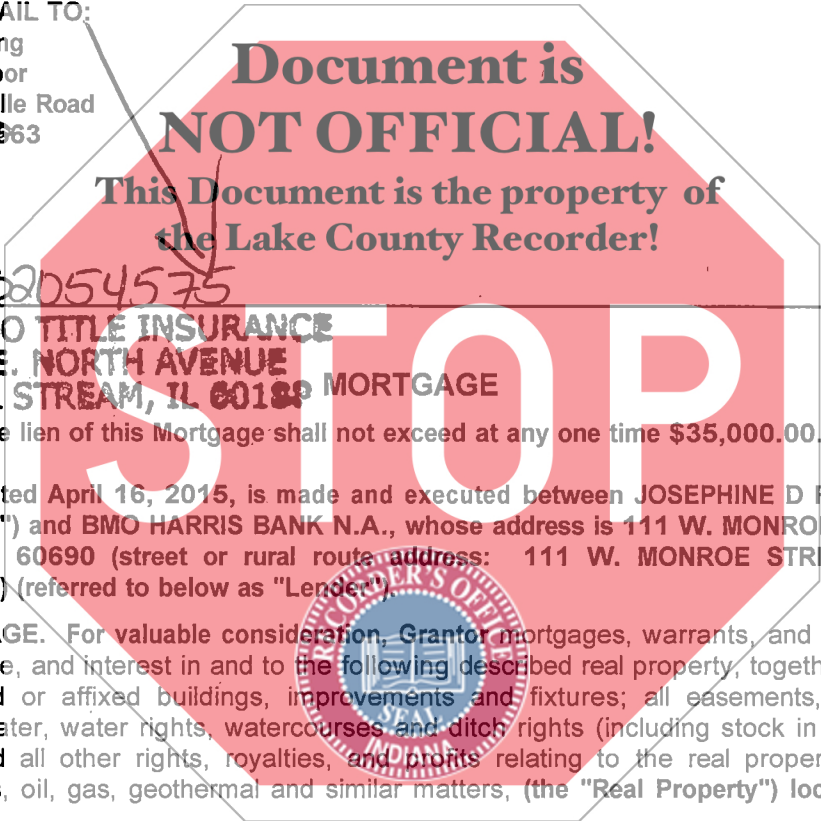 AIL TO:
ng
or
lle Road
963
Document is
NOT OFFICIAL!
This Document is the property of
the Lake County Recorder!
2054575
O TITLE INSURANCE
E. NORTH AVENUE
STREAM, IL 60188
MORTGAGE
STOP
e lien of this Mortgage shall not exceed at any one time $35,000.00.
ted April 16, 2015, is made and executed between JOSEPHINE D
") and BMO HARRIS BANK N.A., whose address is 111 W. MONRO
60690 (street or rural route address: 111 W. MONROE STR
) (referred to below as "Lender").
GE. For valuable consideration, Grantor mortgages, warrants, and
e, and interest in and to the following described real property, togeth
d or affixed buildings, improvements and fixtures; all easements,
ater, water rights, watercourses and ditch rights (including stock in
d all other rights, royalties, and profits relating to the real proper
, oil, gas, geothermal and similar matters, (the "Real Property") loc
RECORDER'S OFFICE
SEAL
INDIANA